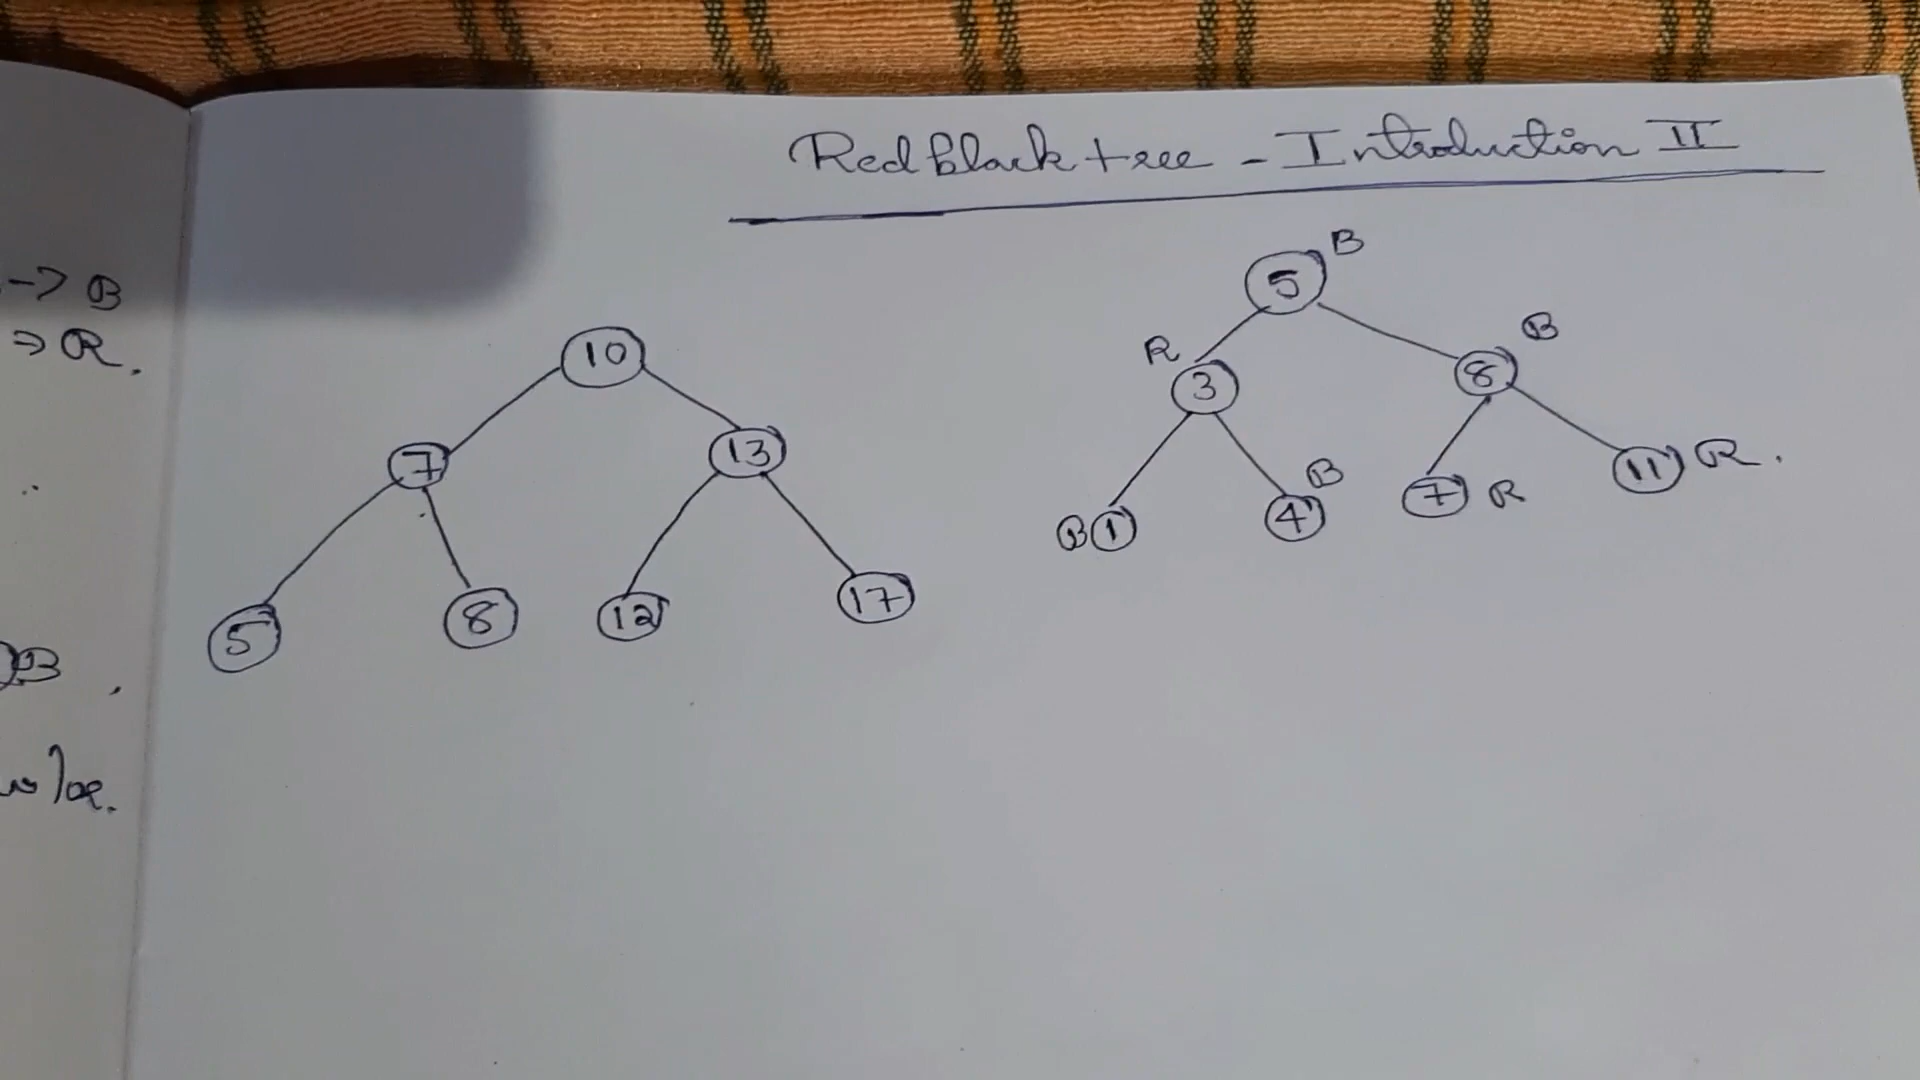 Red black tree - Introduction II
-> B
=> R.
B,
10
7 13
5 8 12 17
B
5
R B
3 8
B 1 B 4 7 R 11 R.